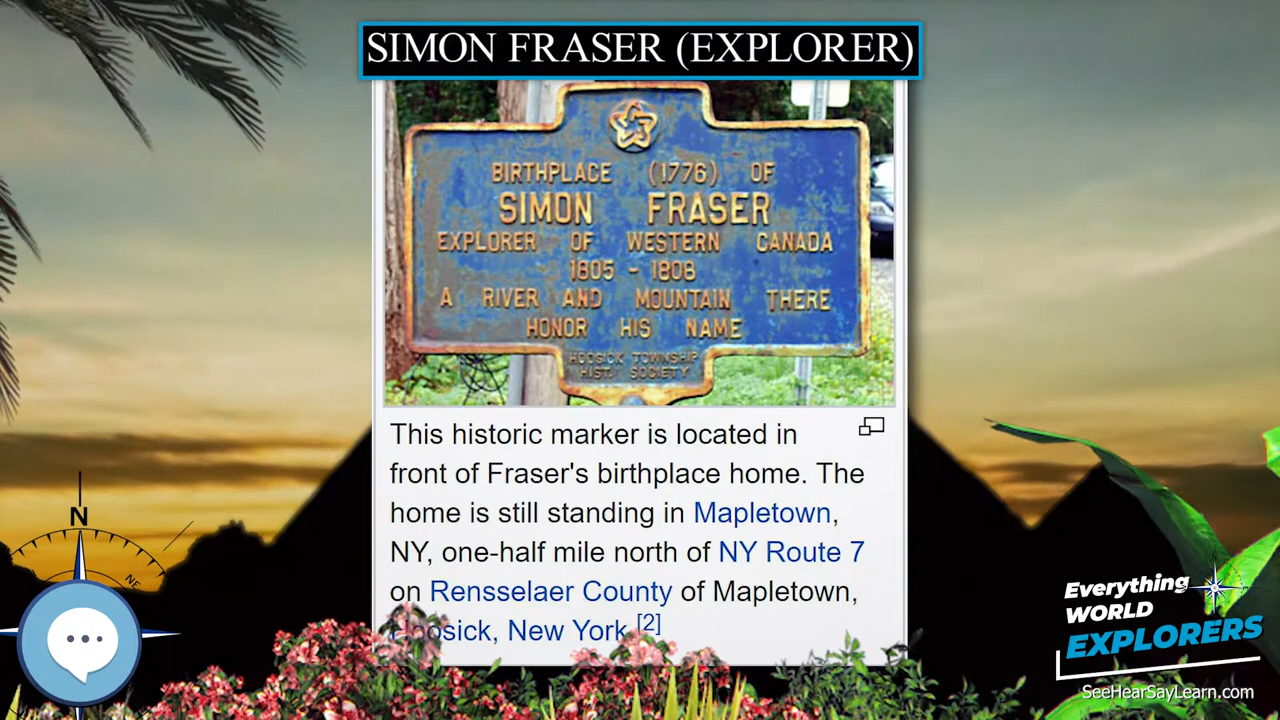 SIMON FRASER (EXPLORER)
BIRTHPLACE (1776) OF
SIMON FRASER
EXPLORER OF WESTERN CANADA
1805 - 1808
A RIVER AND MOUNTAIN THERE
HONOR HIS NAME
HOOSICK TOWNSHIP
HIST. SOCIETY
This historic marker is located in
front of Fraser's birthplace home. The
home is still standing in Mapletown,
NY, one-half mile north of NY Route 7
on Rensselaer County of Mapletown,
Hoosick, New York.[2]
N
NE
Everything
WORLD
EXPLORERS
SeeHearSayLearn.com